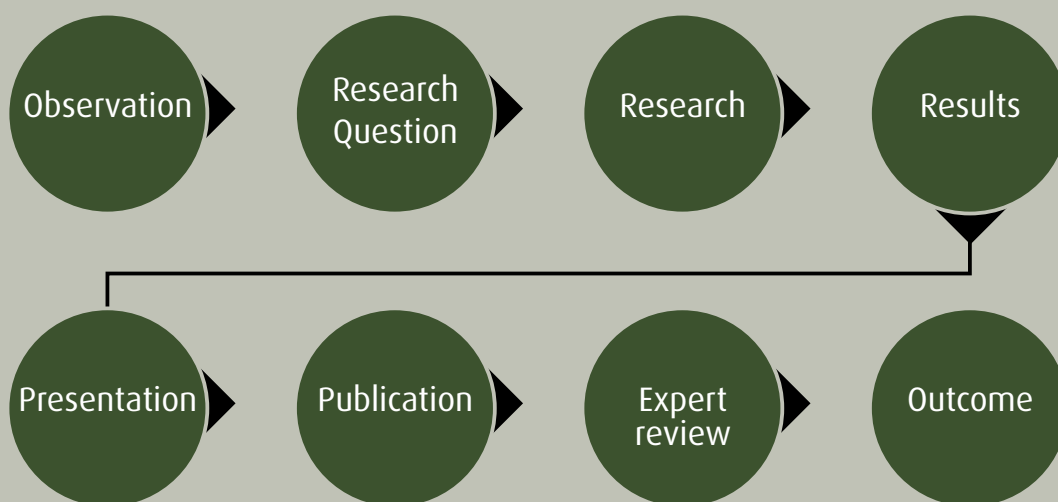 Observation
Research
Question
Research
Results
Presentation
Publication
Expert
review
Outcome